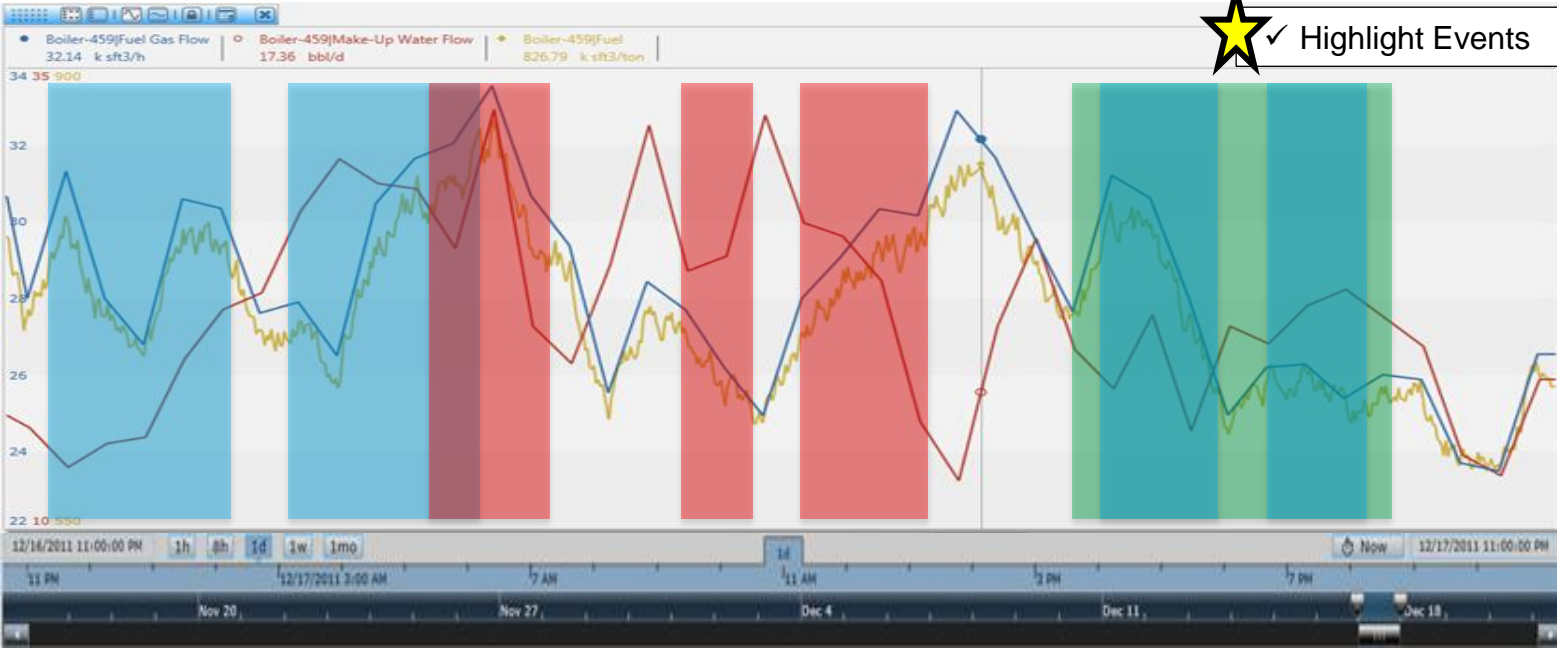 ✓ Highlight Events
Boiler-459|Fuel Gas Flow Boiler-459|Make-Up Water Flow Boiler-459|Fuel
32.14 k sft3/h 17.36 bbl/d 826.79 k sft3/ton
34 35 900
32
30
28
26
24
22 10 550
12/16/2011 11:00:00 PM 1h 8h 1d 1w 1mo 1d Now 12/17/2011 11:00:00 PM
11 PM 12/17/2011 3:00 AM 7 AM 11 AM 3 PM 7 PM
Nov 20 Nov 27 Dec 4 Dec 11 Dec 18